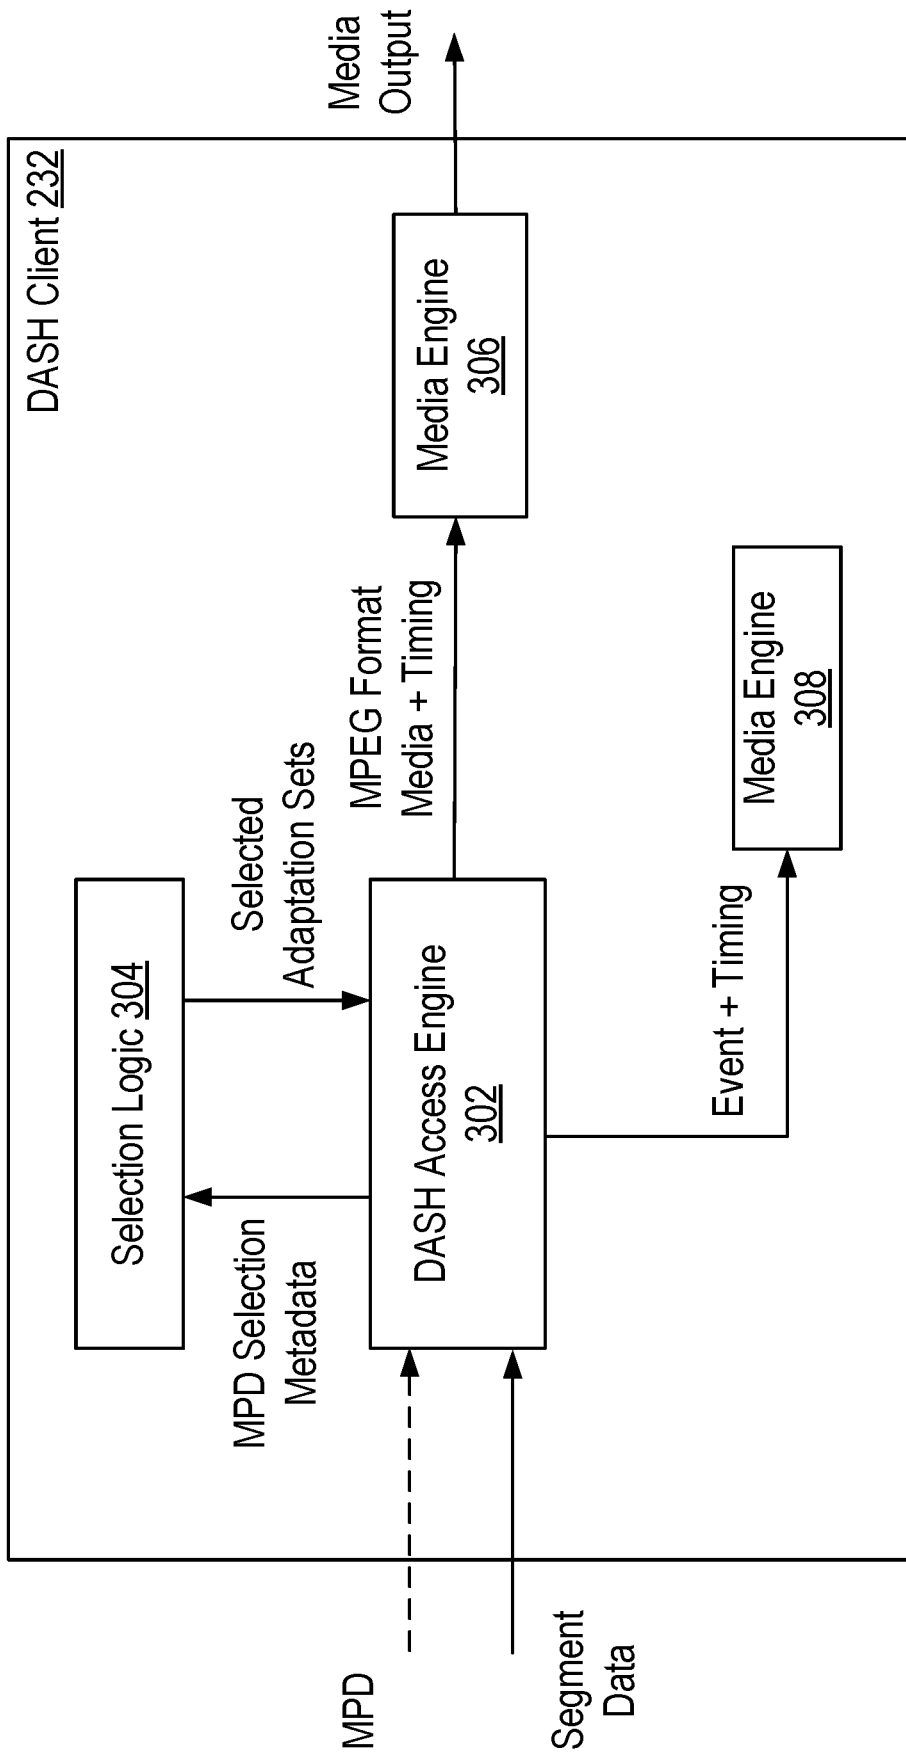 DASH Client 232
Selection Logic 304
MPD Selection
Metadata
Selected
Adaptation Sets
MPD
Segment
Data
DASH Access Engine
302
MPEG Format
Media + Timing
Media Engine
306
Media
Output
Event + Timing
Media Engine
308